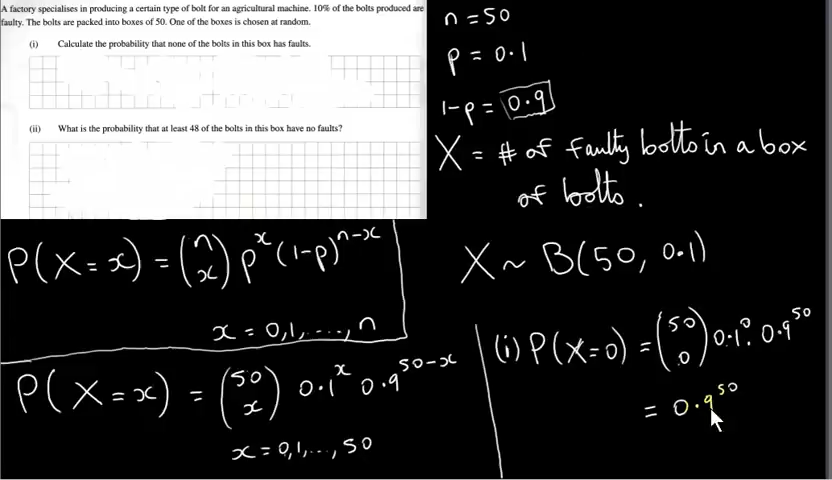 A factory specialises in producing a certain type of bolt for an agricultural machine. 10% of the bolts produced are
faulty. The bolts are packed into boxes of 50. One of the boxes is chosen at random.
(i) Calculate the probability that none of the bolts in this box has faults.
(ii) What is the probability that at least 48 of the bolts in this box have no faults?
n = 50
p = 0.1
1-p = 0.9
X = # of faulty bolts in a box
of bolts.
X ~ B(50, 0.1)
P(X = x) = (n x) p^x (1-p)^n-x
x = 0,1, ..., n
P(X = x) = (50 x) 0.1^x 0.9^50-x
x = 0,1, ..., 50
(i) P(X=0) = (50 0) 0.1^0 . 0.9^50
= 0.9^50